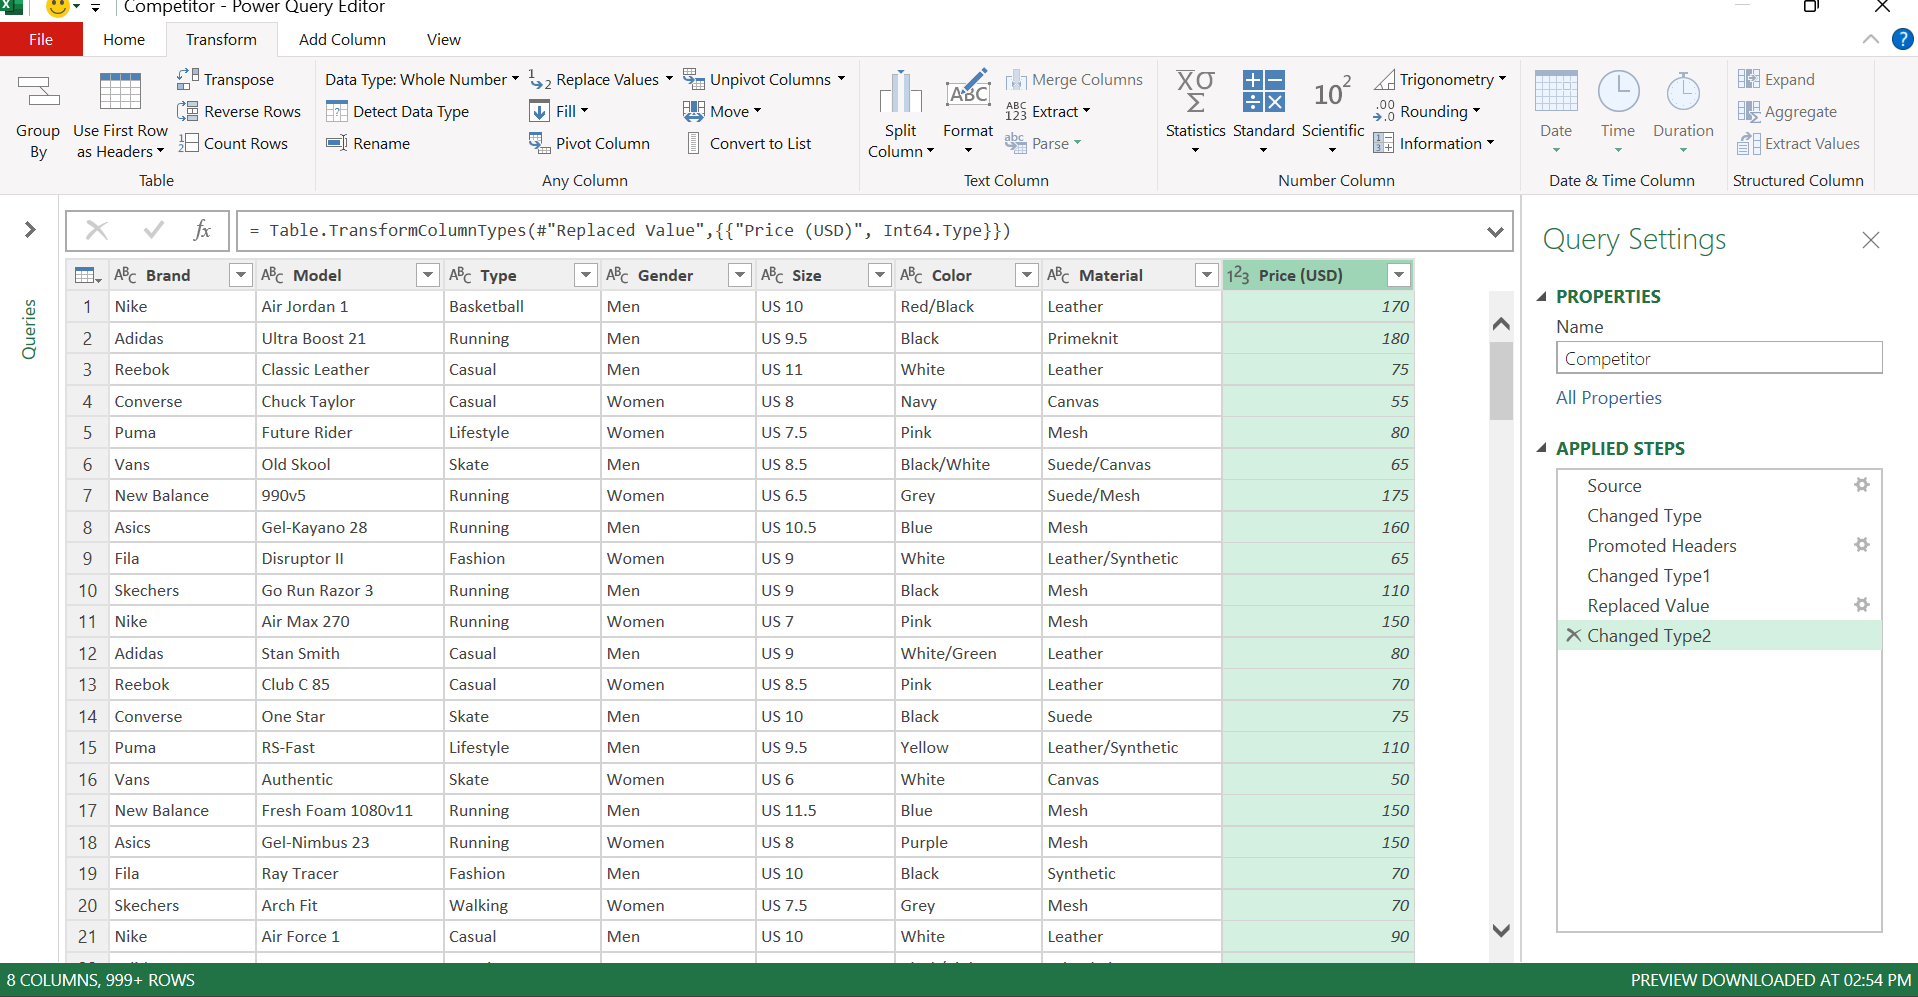 Competitor - Power Query Editor
File Home Transform Add Column View
Group By
Use First Row as Headers
Transpose
Reverse Rows
Count Rows
Table
Data Type: Whole Number
Detect Data Type
Rename
Replace Values
Fill
Pivot Column
Unpivot Columns
Move
Convert to List
Any Column
Split Column
Format
Merge Columns
Extract
Parse
Text Column
Statistics
Standard
Scientific
Trigonometry
Rounding
Information
Number Column
Date
Time
Duration
Date & Time Column
Expand
Aggregate
Extract Values
Structured Column
Queries
fx = Table.TransformColumnTypes(#"Replaced Value",{{"Price (USD)", Int64.Type}})
Brand Model Type Gender Size Color Material Price (USD)
1 Nike Air Jordan 1 Basketball Men US 10 Red/Black Leather 170
2 Adidas Ultra Boost 21 Running Men US 9.5 Black Primeknit 180
3 Reebok Classic Leather Casual Men US 11 White Leather 75
4 Converse Chuck Taylor Casual Women US 8 Navy Canvas 55
5 Puma Future Rider Lifestyle Women US 7.5 Pink Mesh 80
6 Vans Old Skool Skate Men US 8.5 Black/White Suede/Canvas 65
7 New Balance 990v5 Running Women US 6.5 Grey Suede/Mesh 175
8 Asics Gel-Kayano 28 Running Men US 10.5 Blue Mesh 160
9 Fila Disruptor II Fashion Women US 9 White Leather/Synthetic 65
10 Skechers Go Run Razor 3 Running Men US 9 Black Mesh 110
11 Nike Air Max 270 Running Women US 7 Pink Mesh 150
12 Adidas Stan Smith Casual Men US 9 White/Green Leather 80
13 Reebok Club C 85 Casual Women US 8.5 Pink Leather 70
14 Converse One Star Skate Men US 10 Black Suede 75
15 Puma RS-Fast Lifestyle Men US 9.5 Yellow Leather/Synthetic 110
16 Vans Authentic Skate Women US 6 White Canvas 50
17 New Balance Fresh Foam 1080v11 Running Men US 11.5 Blue Mesh 150
18 Asics Gel-Nimbus 23 Running Women US 8 Purple Mesh 150
19 Fila Ray Tracer Fashion Men US 10 Black Synthetic 70
20 Skechers Arch Fit Walking Women US 7.5 Grey Mesh 70
21 Nike Air Force 1 Casual Men US 10 White Leather 90
Query Settings
PROPERTIES
Name
Competitor
All Properties
APPLIED STEPS
Source
Changed Type
Promoted Headers
Changed Type1
Replaced Value
Changed Type2
8 COLUMNS, 999+ ROWS
PREVIEW DOWNLOADED AT 02:54 PM